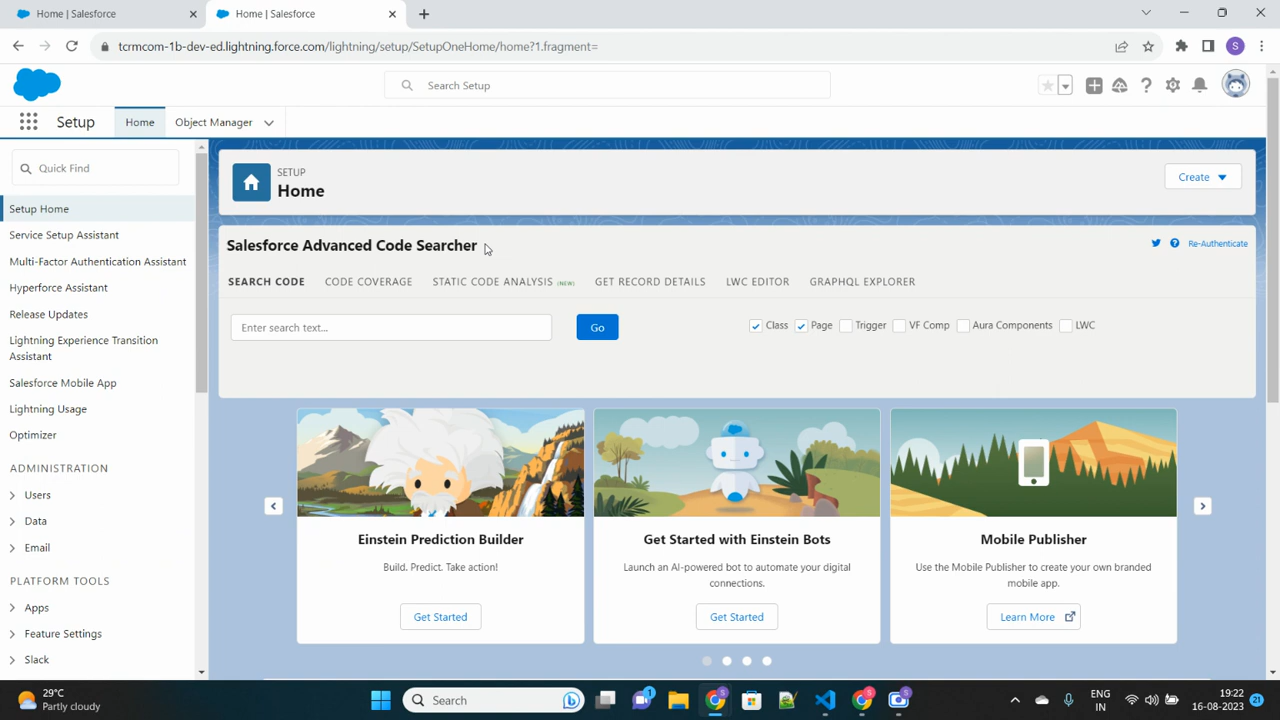 Home | Salesforce
Home | Salesforce
tcrmcom-1b-dev-ed.lightning.force.com/lightning/setup/SetupOneHome/home?1.fragment=
S
Search Setup
Setup
Home
Object Manager
Quick Find
Setup Home
Service Setup Assistant
Multi-Factor Authentication Assistant
Hyperforce Assistant
Release Updates
Lightning Experience Transition
Assistant
Salesforce Mobile App
Lightning Usage
Optimizer
ADMINISTRATION
Users
Data
Email
PLATFORM TOOLS
Apps
Feature Settings
Slack
SETUP
Home
Create
Salesforce Advanced Code Searcher
Re-Authenticate
SEARCH CODE
CODE COVERAGE
STATIC CODE ANALYSIS (NEW)
GET RECORD DETAILS
LWC EDITOR
GRAPHQL EXPLORER
Enter search text...
Go
Class
Page
Trigger
VF Comp
Aura Components
LWC
Einstein Prediction Builder
Build. Predict. Take action!
Get Started
Get Started with Einstein Bots
Launch an AI-powered bot to automate your digital
connections.
Get Started
Mobile Publisher
Use the Mobile Publisher to create your own branded
mobile app.
Learn More
29°C
Partly cloudy
Search
1
ENG
IN
19:22
16-08-2023
21